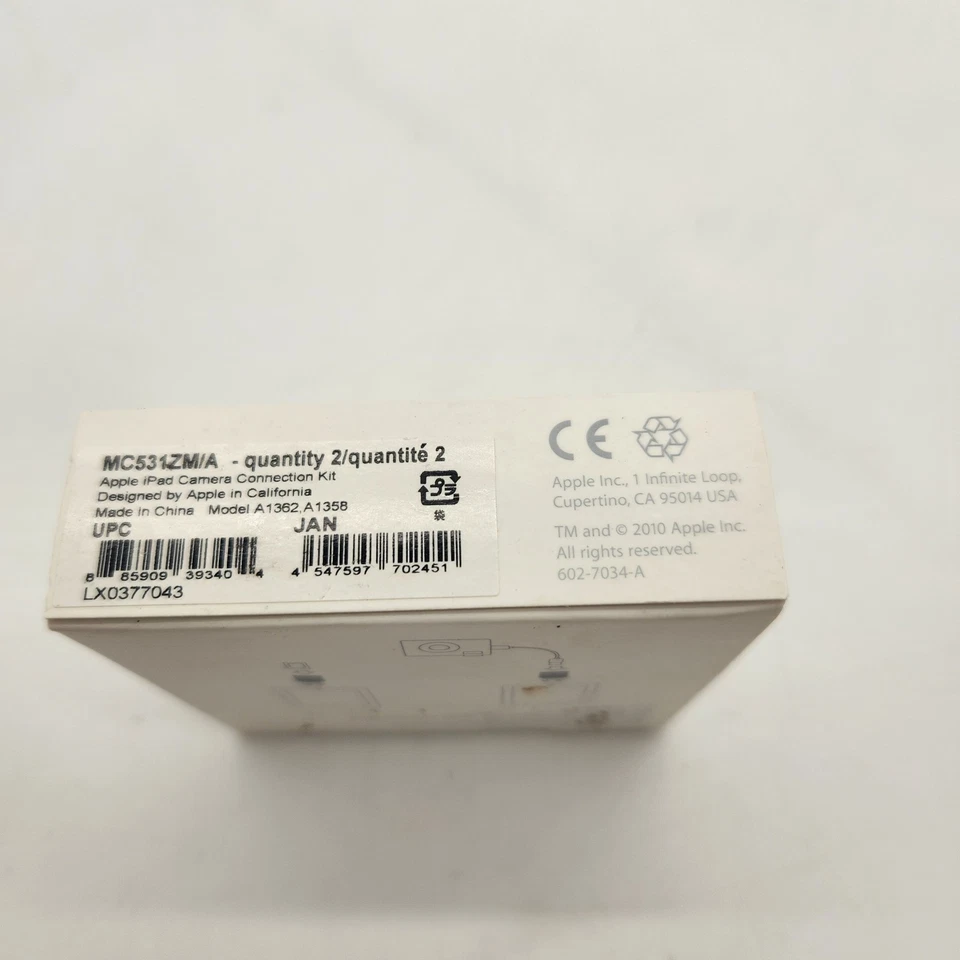 MC531ZM/A - quantity 2/quantité 2
Apple iPad Camera Connection Kit
Designed by Apple in California
Made in China Model A1362,A1358
UPC JAN
8 85909 39340 4 4 547597 702451
LX0377043
プラ
袋
CE
Apple Inc., 1 Infinite Loop,
Cupertino, CA 95014 USA
TM and © 2010 Apple Inc.
All rights reserved.
602-7034-A